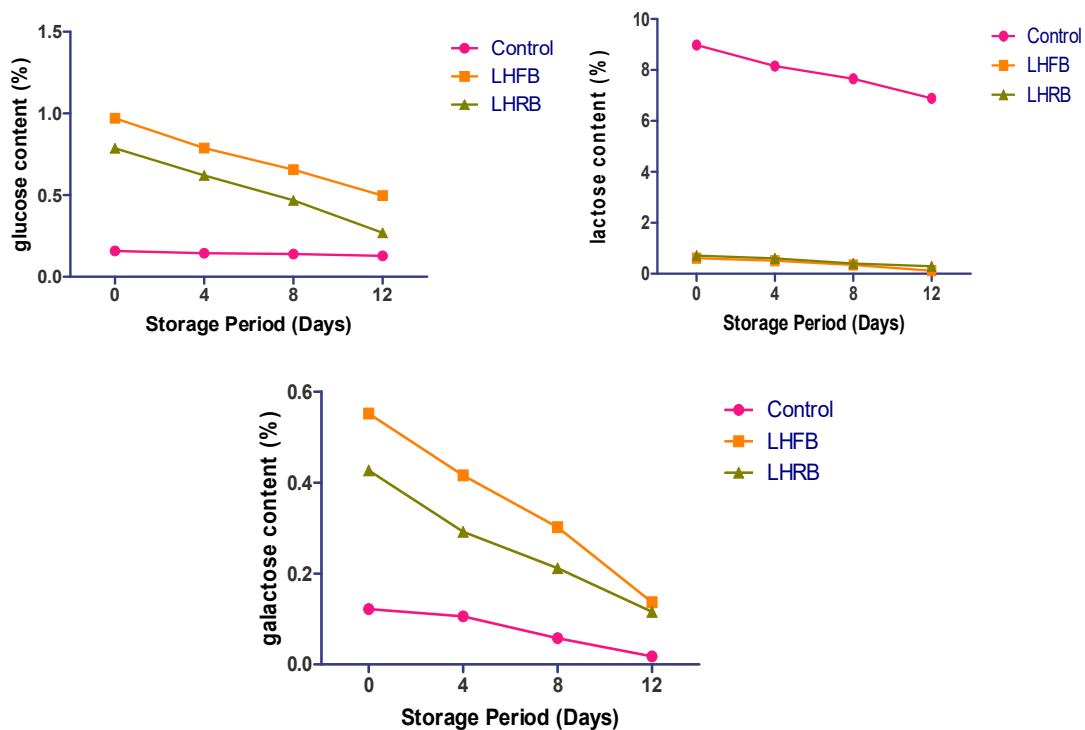 glucose content (%)
1.5
1.0
0.5
0.0
0 4 8 12
Storage Period (Days)
Control
LHFB
LHRB
lactose content (%)
10
8
6
4
2
0
0 4 8 12
Storage Period (Days)
Control
LHFB
LHRB
galactose content (%)
0.6
0.4
0.2
0.0
0 4 8 12
Storage Period (Days)
Control
LHFB
LHRB